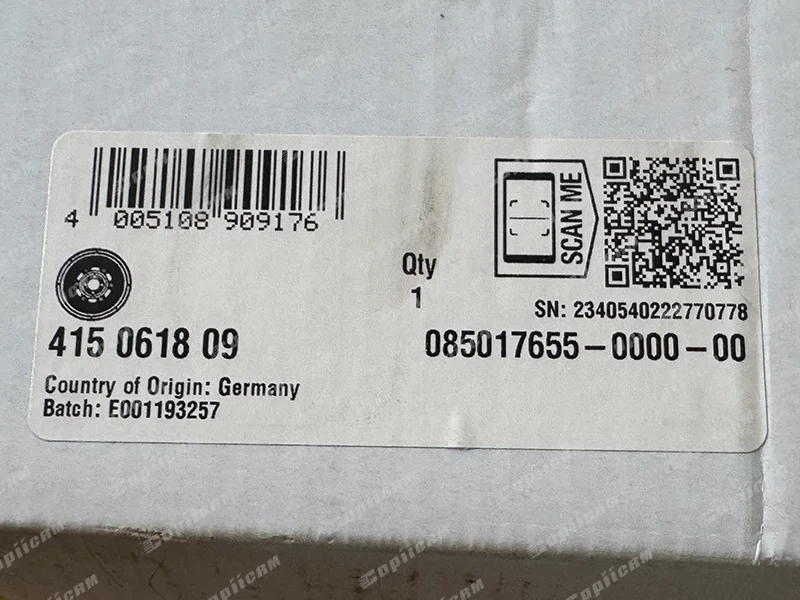 4 005108 909176
SCAN ME
Qty
1
SN: 2340540222770778
415 0618 09
085017655-0000-00
Country of Origin: Germany
Batch: E001193257
CopiiCAM